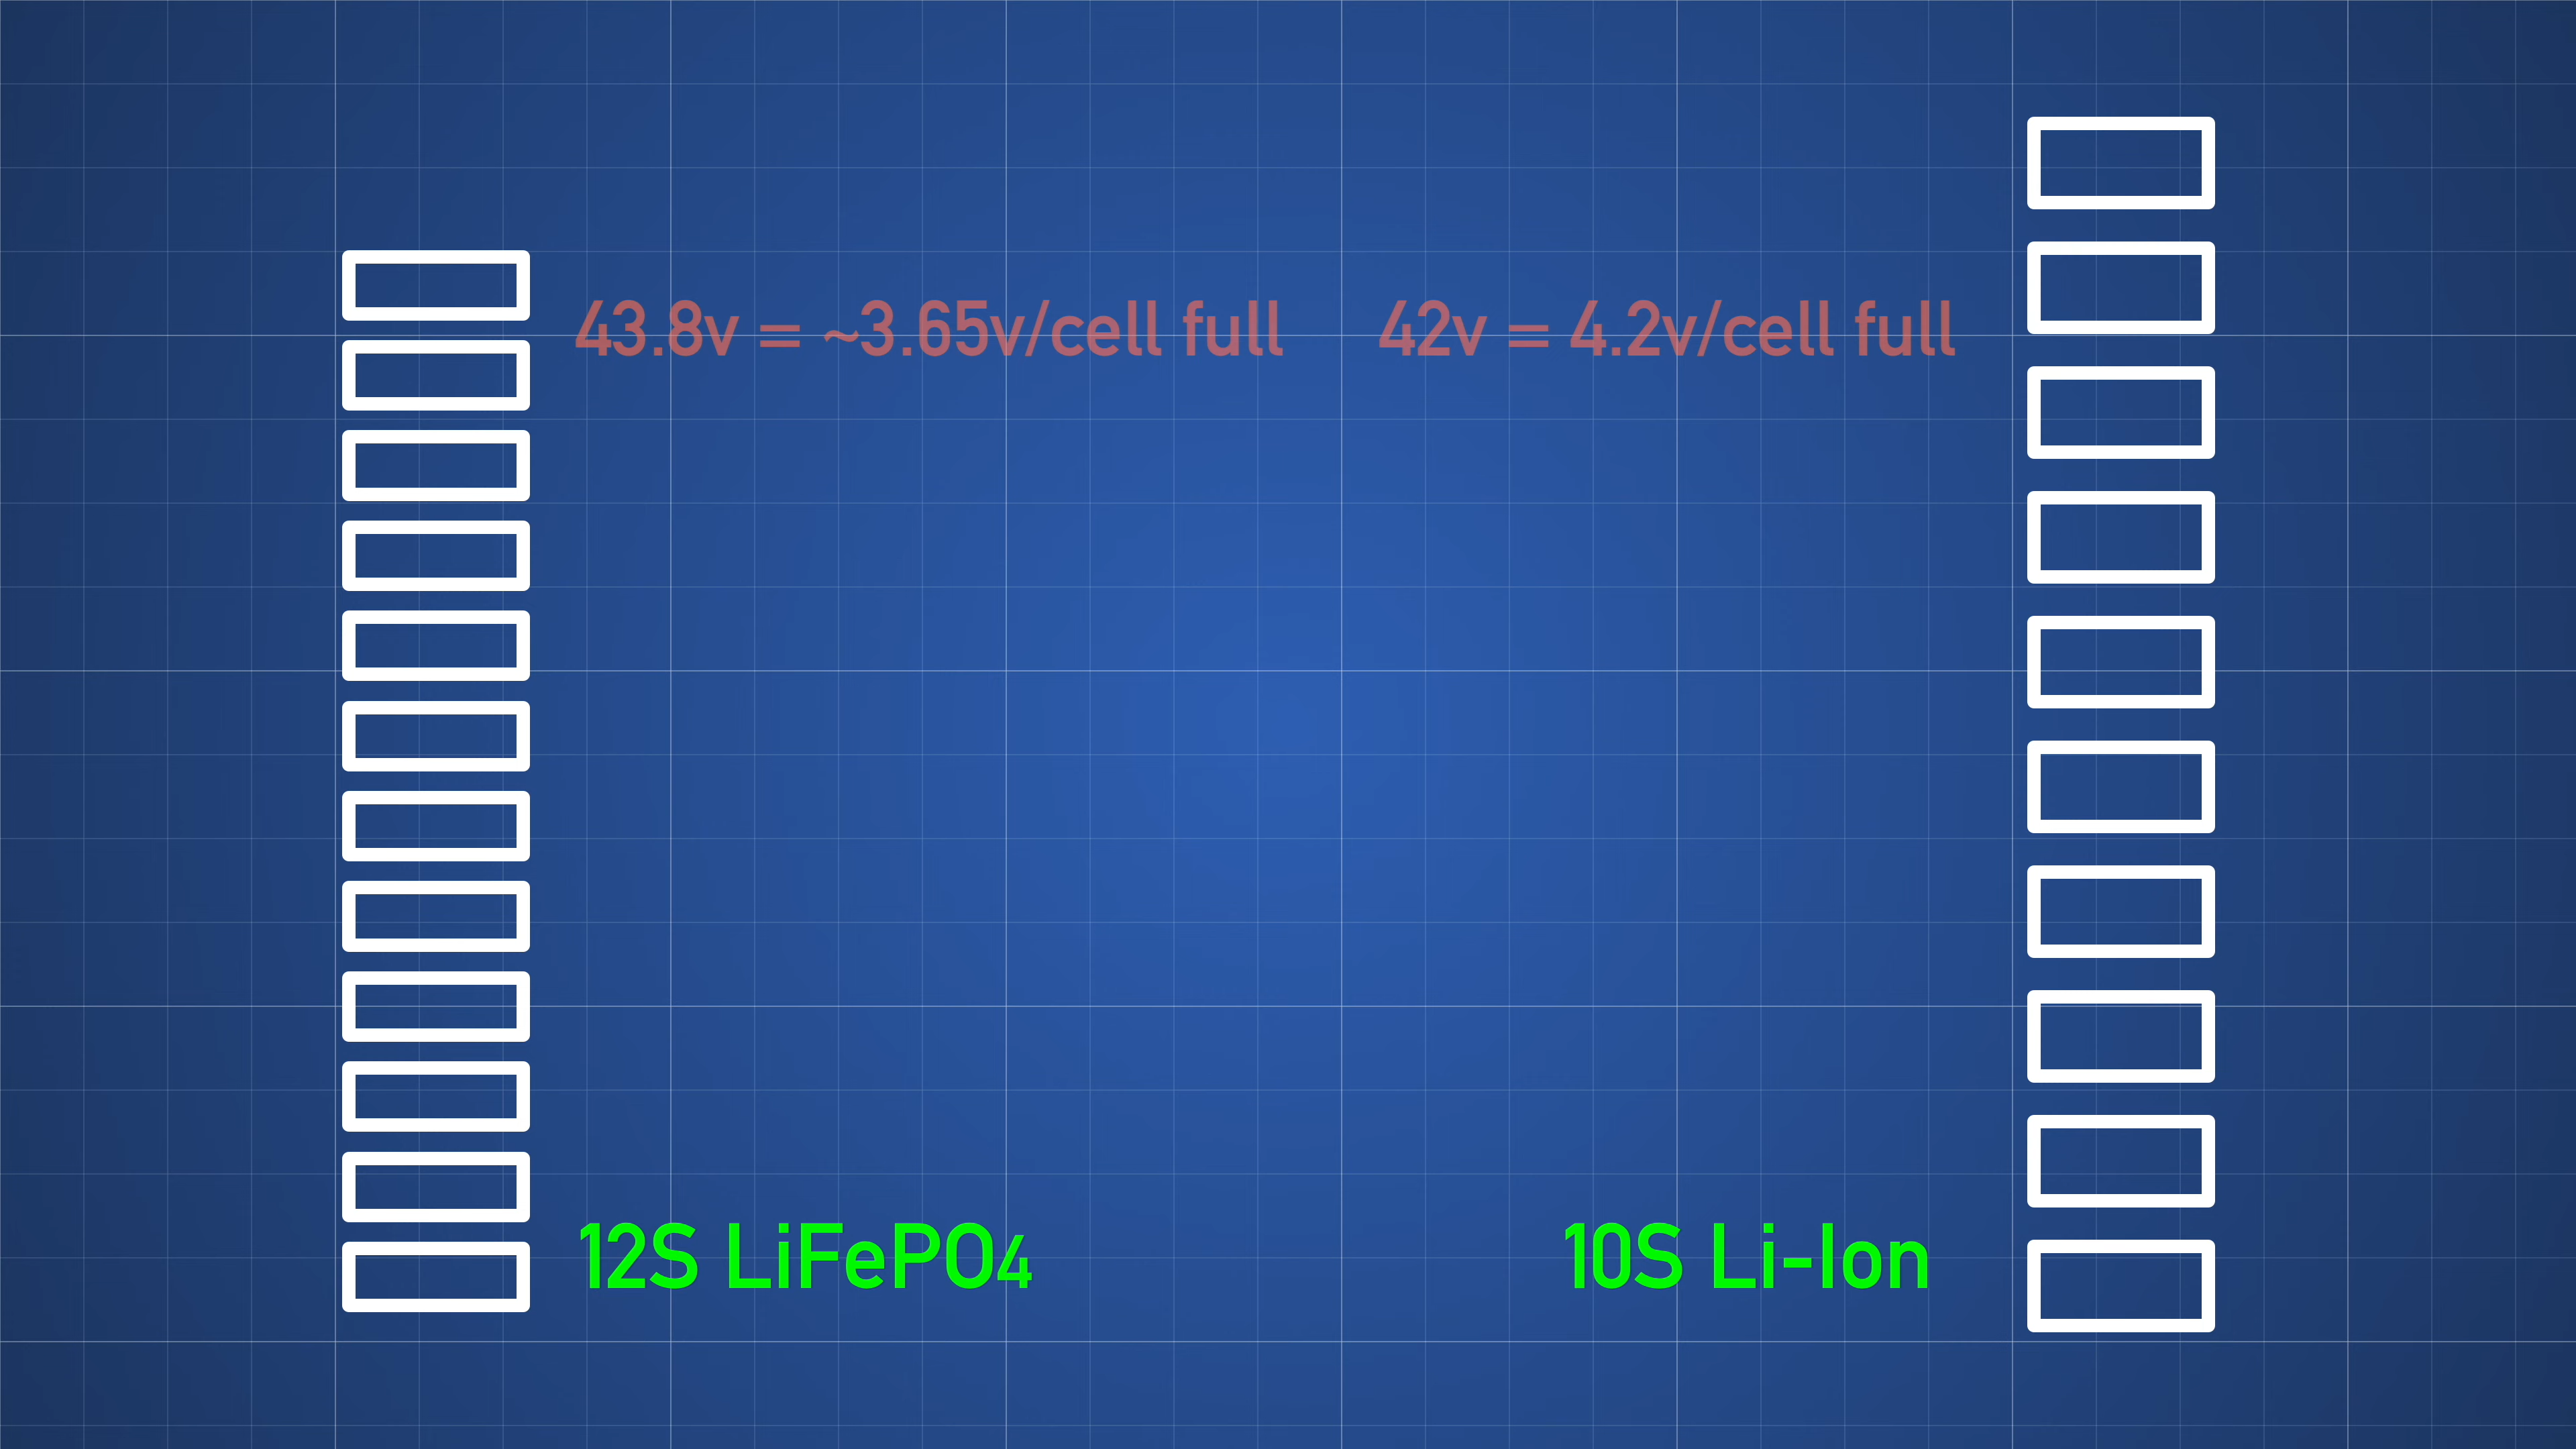 43.8v = ~3.65v/cell full
42v = 4.2v/cell full
12S LiFePO4
10S Li-Ion